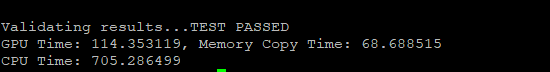 Validating results...TEST PASSED
GPU Time: 114.353119, Memory Copy Time: 68.688515
CPU Time: 705.286499